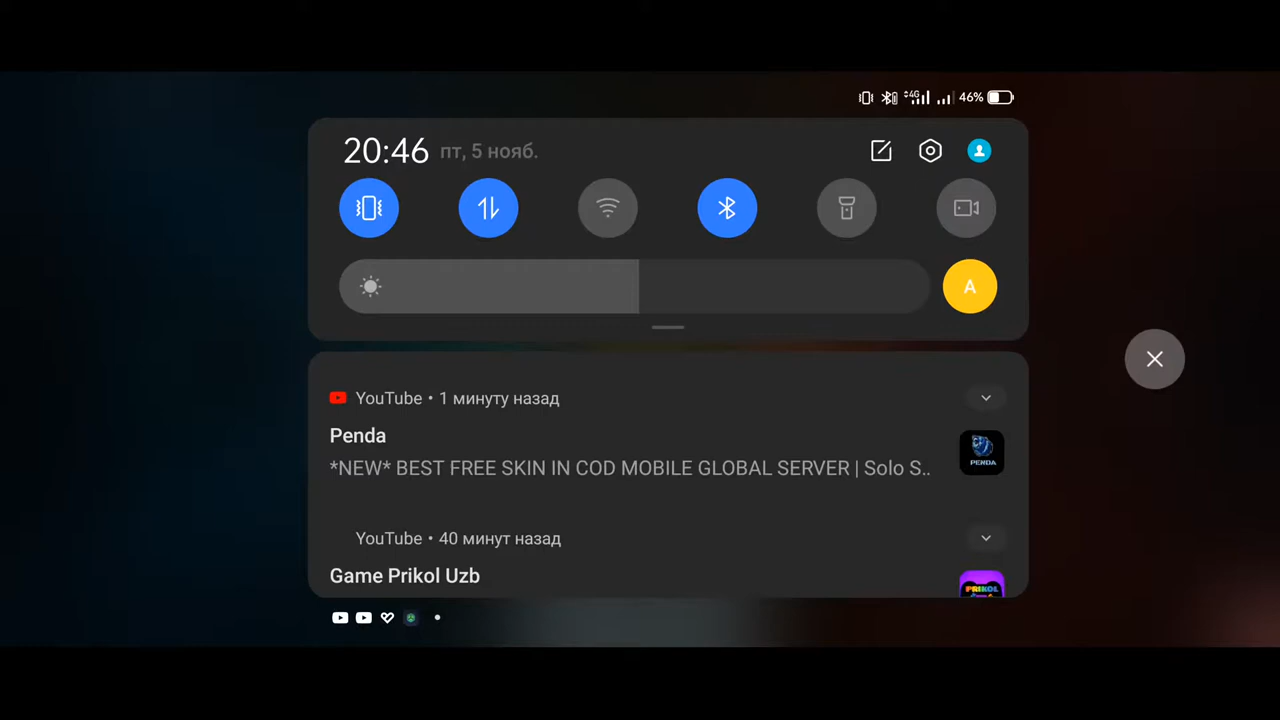 4G 46%
20:46 пт, 5 нояб.
A
YouTube • 1 минуту назад
Penda
*NEW* BEST FREE SKIN IN COD MOBILE GLOBAL SERVER | Solo S..
PENDA
YouTube • 40 минут назад
Game Prikol Uzb
PRIKOL